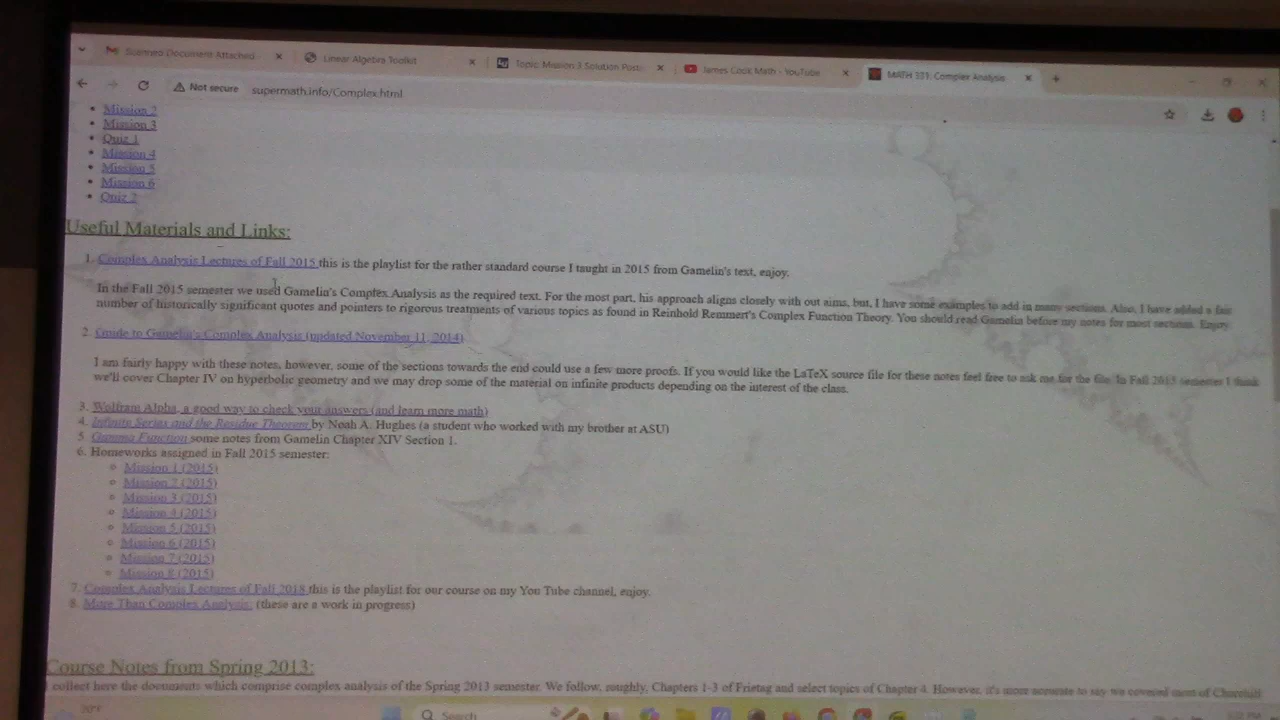 Scanned Document Attached
Linear Algebra Toolkit
Topic: Mission 3 Solution Posts
James Cook Math - YouTube
MATH 331: Complex Analysis
Not secure supermath.info/Complex.html
Mission 2
Mission 3
Quiz 1
Mission 4
Mission 5
Mission 6
Quiz 2
Useful Materials and Links:
1. Complex Analysis Lectures of Fall 2015 this is the playlist for the rather standard course I taught in 2015 from Gamelin's text, enjoy.
In the Fall 2015 semester we used Gamelin's Complex Analysis as the required text. For the most part, his approach aligns closely with out aims, but, I have some examples to add in many sections. Also, I have added a fair
number of historically significant quotes and pointers to rigorous treatments of various topics as found in Reinhold Remmert's Complex Function Theory. You should read Gamelin before my notes for most sections. Enjoy.
2. Guide to Gamelin's Complex Analysis (updated November 11, 2014)
I am fairly happy with these notes, however, some of the sections towards the end could use a few more proofs. If you would like the LaTeX source file for these notes feel free to ask me for the file. In Fall 2015 semester I think
we'll cover Chapter IV on hyperbolic geometry and we may drop some of the material on infinite products depending on the interest of the class.
3. Wolfram Alpha, a good way to check your answers (and learn more math)
4. Infinite Series and the Residue Theorem by Noah A. Hughes (a student who worked with my brother at ASU)
5. Gamma Function some notes from Gamelin Chapter XIV Section 1.
6. Homeworks assigned in Fall 2015 semester:
Mission 1 (2015)
Mission 2 (2015)
Mission 3 (2015)
Mission 4 (2015)
Mission 5 (2015)
Mission 6 (2015)
Mission 7 (2015)
Mission 8 (2015)
7. Complex Analysis Lectures of Fall 2018 this is the playlist for our course on my You Tube channel, enjoy.
8. More Than Complex Analysis: (these are a work in progress)
Course Notes from Spring 2013:
I collect here the documents which comprise complex analysis of the Spring 2013 semester. We follow, roughly, Chapters 1-3 of Frietag and select topics of Chapter 4. However, it's more accurate to say we covered most of Churchill
Search